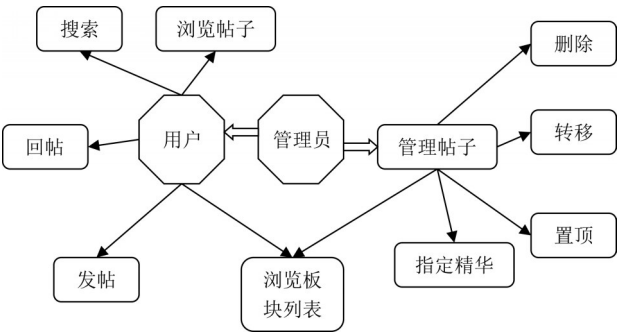 搜索
浏览帖子
删除
回帖
用户
管理员
管理帖子
转移
发帖
浏览板
块列表
指定精华
置顶